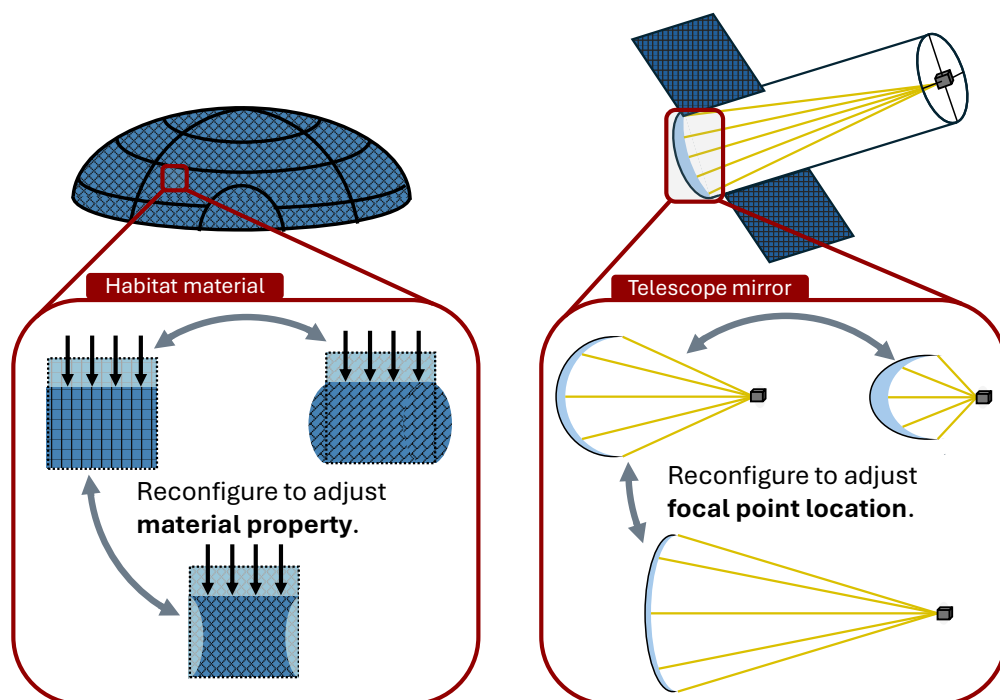 Habitat material
Reconfigure to adjust
material property.
Telescope mirror
Reconfigure to adjust
focal point location.